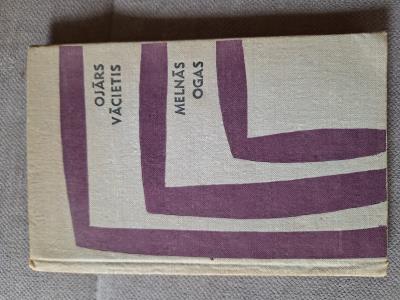 OJĀRS
VĀCIETIS
MELNĀS
OGAS